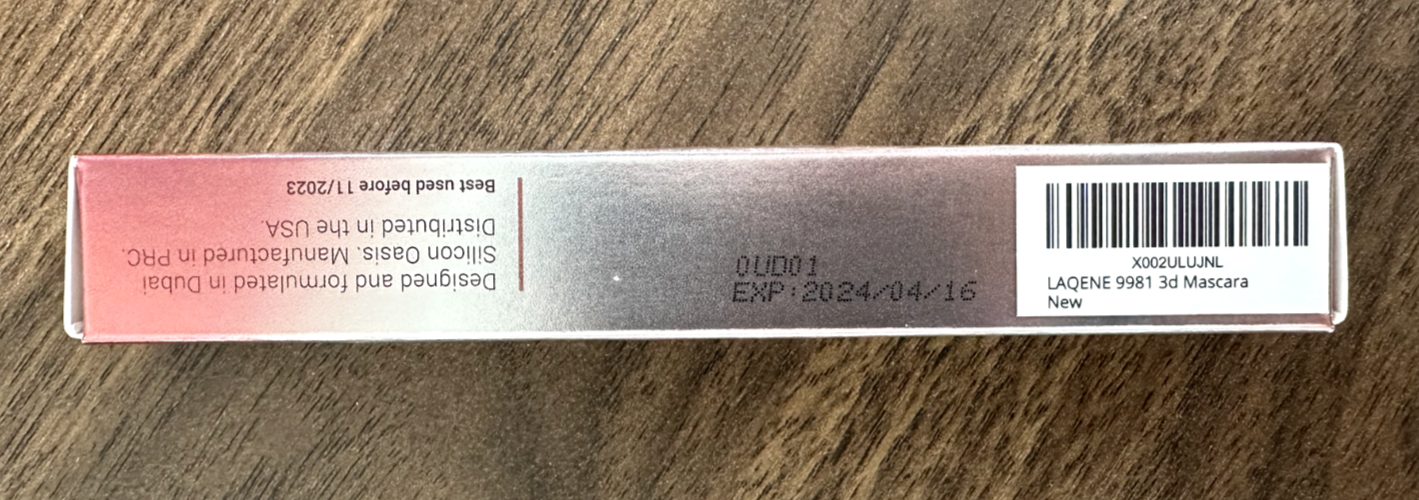 Designed and formulated in Dubai
Silicon Oasis. Manufactured in PRC.
Distributed in the USA.
Best used before 11/2023
0UD01
EXP:2024/04/16
X002ULUJNL
LAQENE 9981 3d Mascara
New